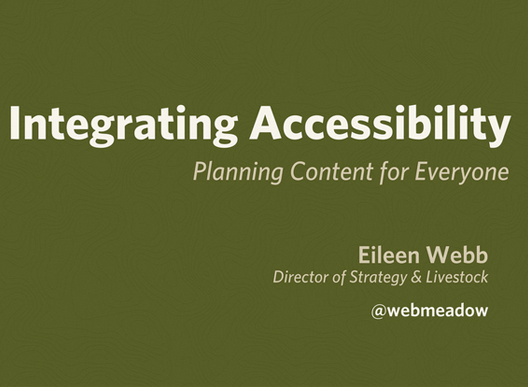 Integrating Accessibility
Planning Content for Everyone
Eileen Webb
Director of Strategy & Livestock
@webmeadow